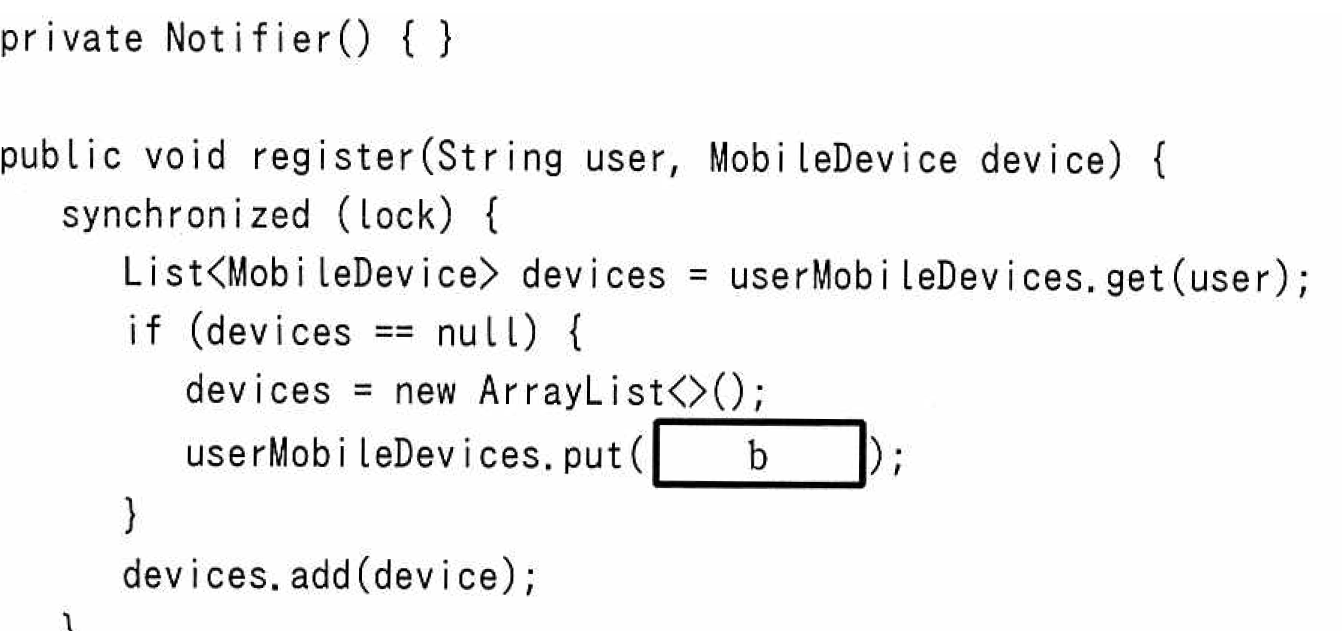 private Notifier() { }
public void register(String user, MobileDevice device) {
synchronized (lock) {
List<MobileDevice> devices = userMobileDevices.get(user);
if (devices == null) {
devices = new ArrayList<>();
userMobileDevices.put( b );
}
devices.add(device);
}